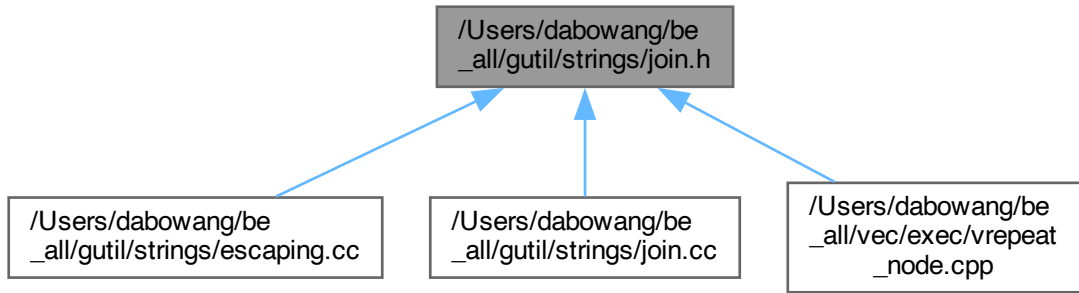 /Users/dabowang/be
_all/gutil/strings/join.h
/Users/dabowang/be
_all/gutil/strings/escaping.cc
/Users/dabowang/be
_all/gutil/strings/join.cc
/Users/dabowang/be
_all/vec/exec/vrepeat
_node.cpp